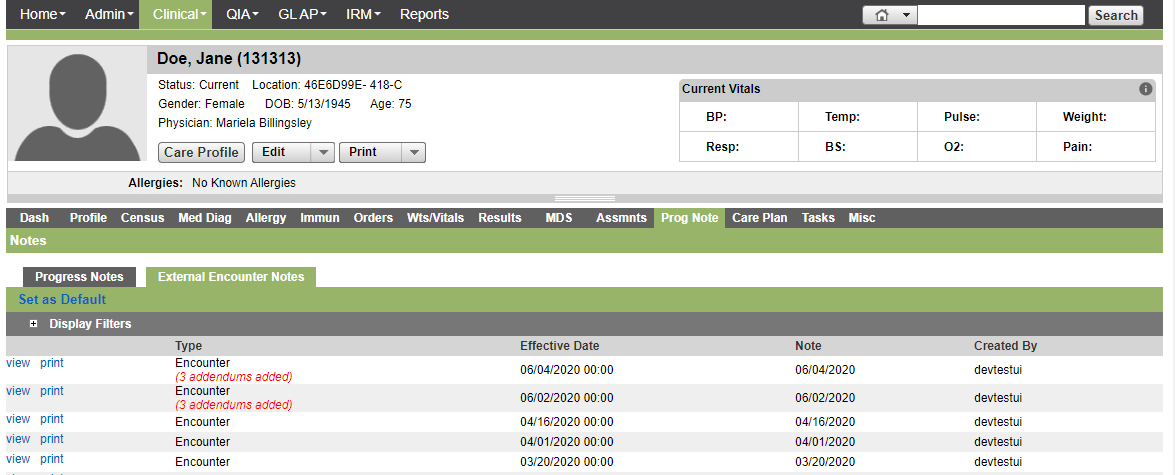 Home Admin Clinical QIA GL AP IRM Reports Search
Doe, Jane (131313)
Status: Current Location: 46E6D99E- 418-C
Gender: Female DOB: 5/13/1945 Age: 75
Physician: Mariela Billingsley
Care Profile Edit Print
Current Vitals
BP: Temp: Pulse: Weight:
Resp: BS: O2: Pain:
Allergies: No Known Allergies
Dash Profile Census Med Diag Allergy Immun Orders Wts/Vitals Results MDS Assmnts Prog Note Care Plan Tasks Misc
Notes
Progress Notes External Encounter Notes
Set as Default
Display Filters
Type Effective Date Note Created By
view print Encounter 06/04/2020 00:00 06/04/2020 devtestui
(3 addendums added)
view print Encounter 06/02/2020 00:00 06/02/2020 devtestui
(3 addendums added)
view print Encounter 04/16/2020 00:00 04/16/2020 devtestui
view print Encounter 04/01/2020 00:00 04/01/2020 devtestui
view print Encounter 03/20/2020 00:00 03/20/2020 devtestui